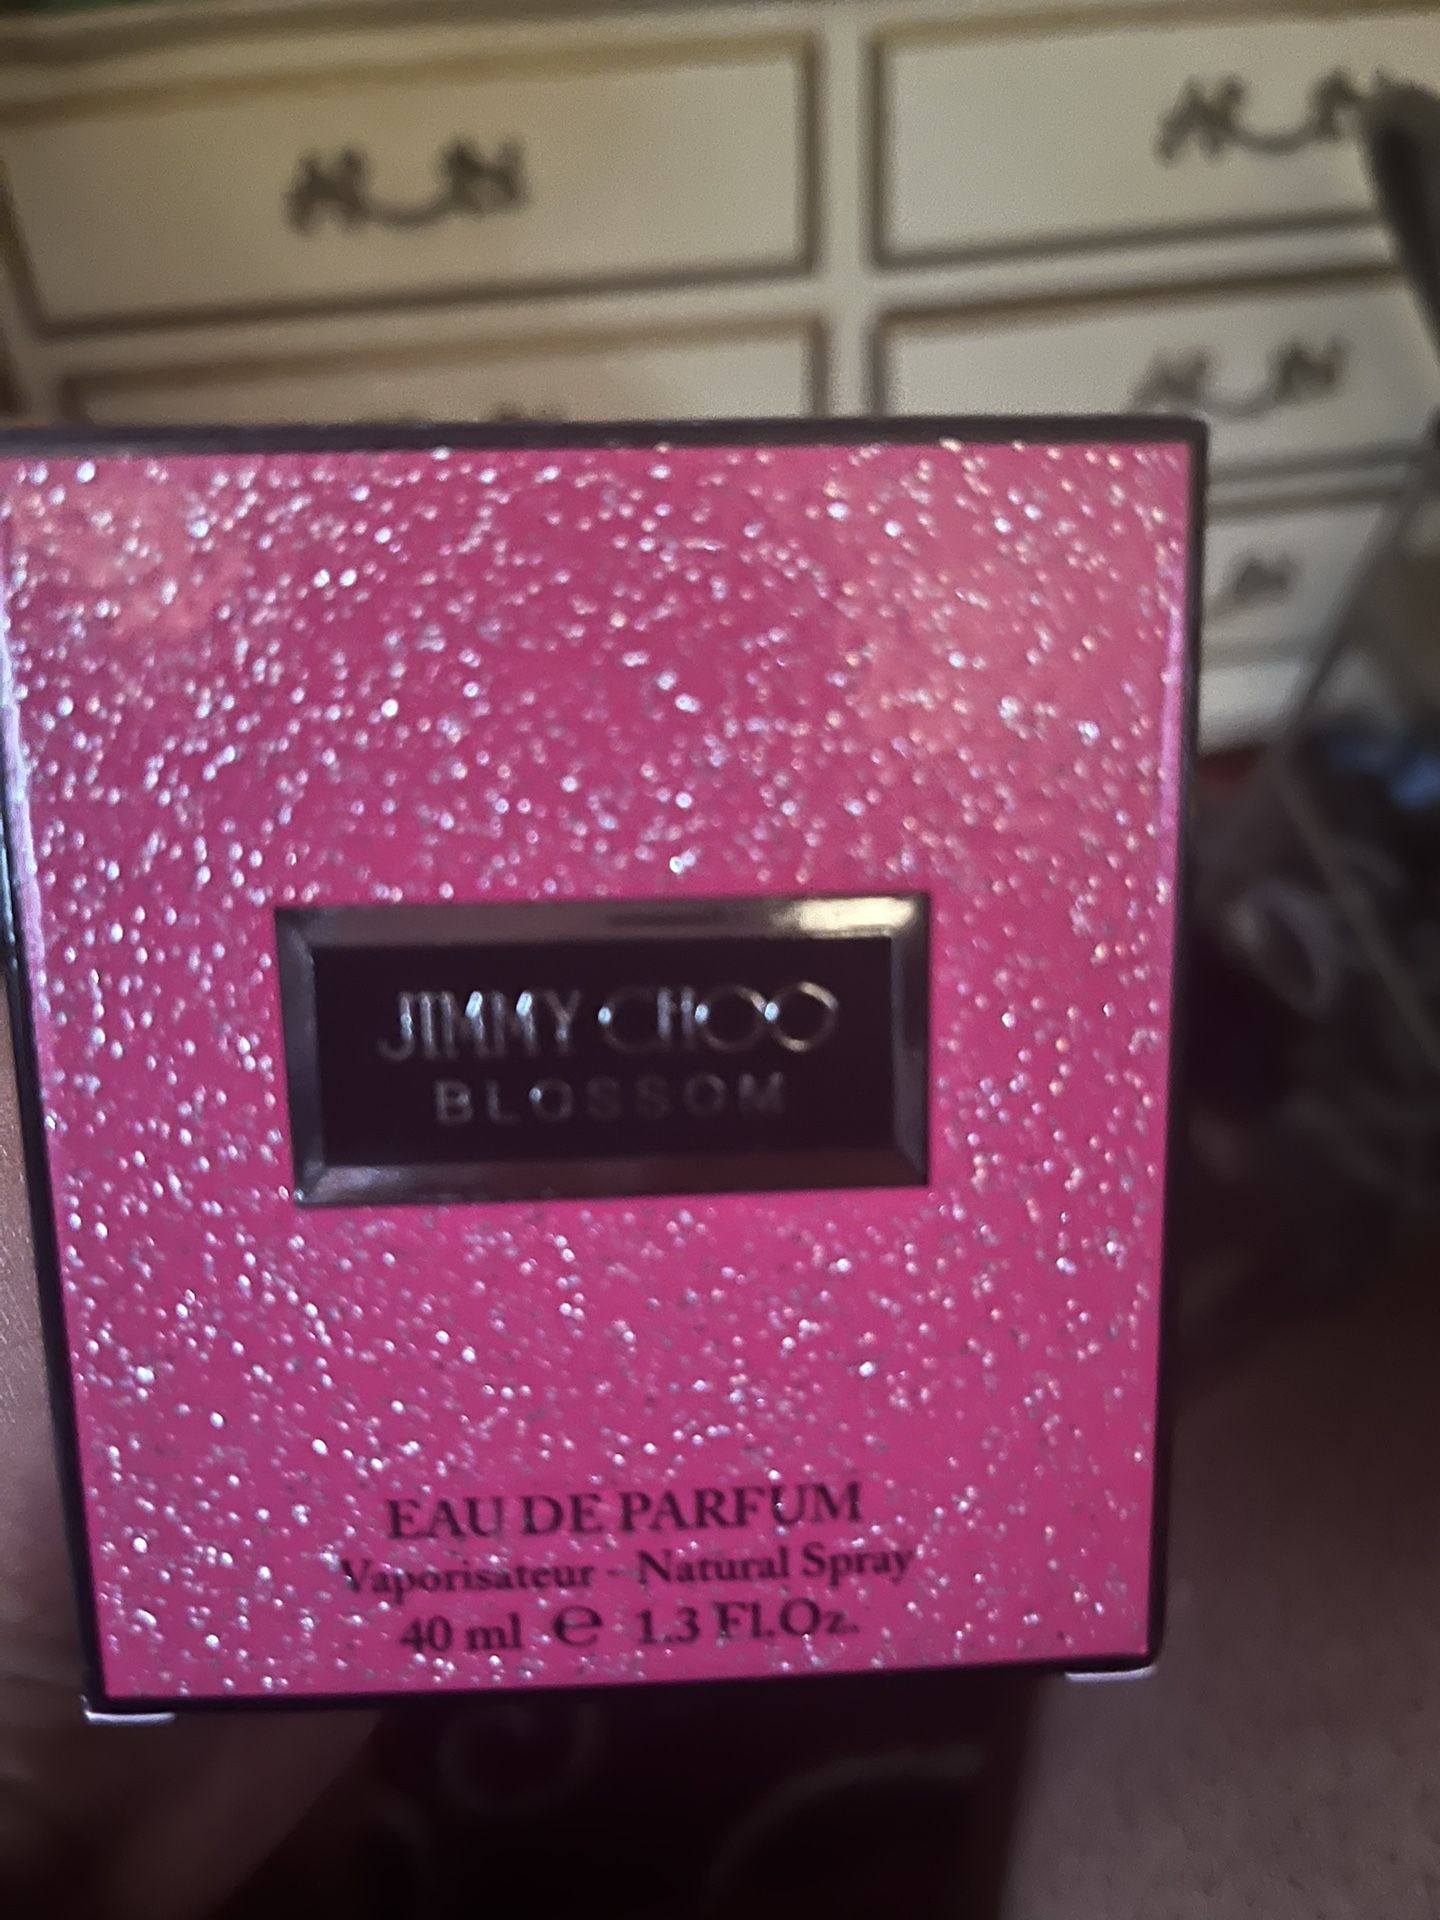 JIMMY CHOO
BLOSSOM
EAU DE PARFUM
Vaporisateur - Natural Spray
40 ml e 1.3 Fl.Oz.